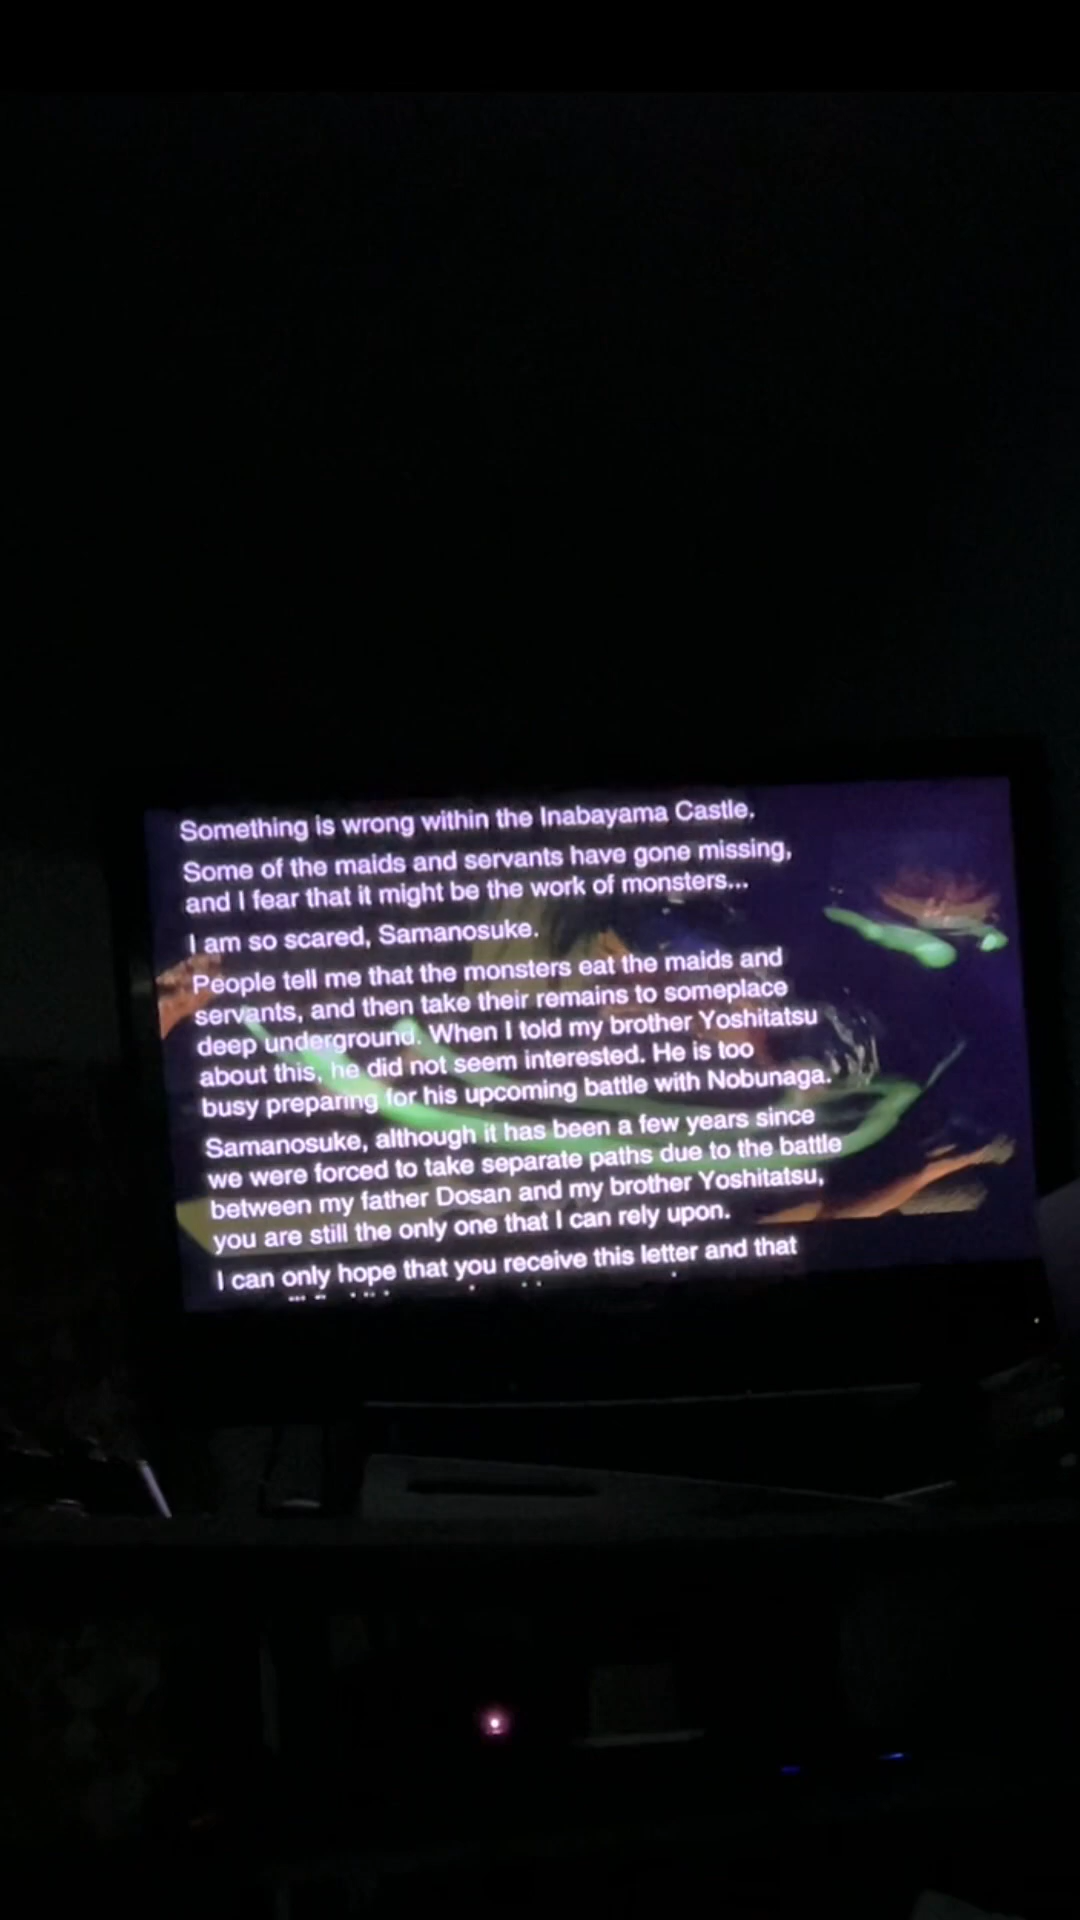 Something is wrong within the Inabayama Castle.
Some of the maids and servants have gone missing,
and I fear that it might be the work of monsters...
I am so scared, Samanosuke.
People tell me that the monsters eat the maids and
servants, and then take their remains to someplace
deep underground. When I told my brother Yoshitatsu
about this, he did not seem interested. He is too
busy preparing for his upcoming battle with Nobunaga.
Samanosuke, although it has been a few years since
we were forced to take separate paths due to the battle
between my father Dosan and my brother Yoshitatsu,
you are still the only one that I can rely upon.
I can only hope that you receive this letter and that